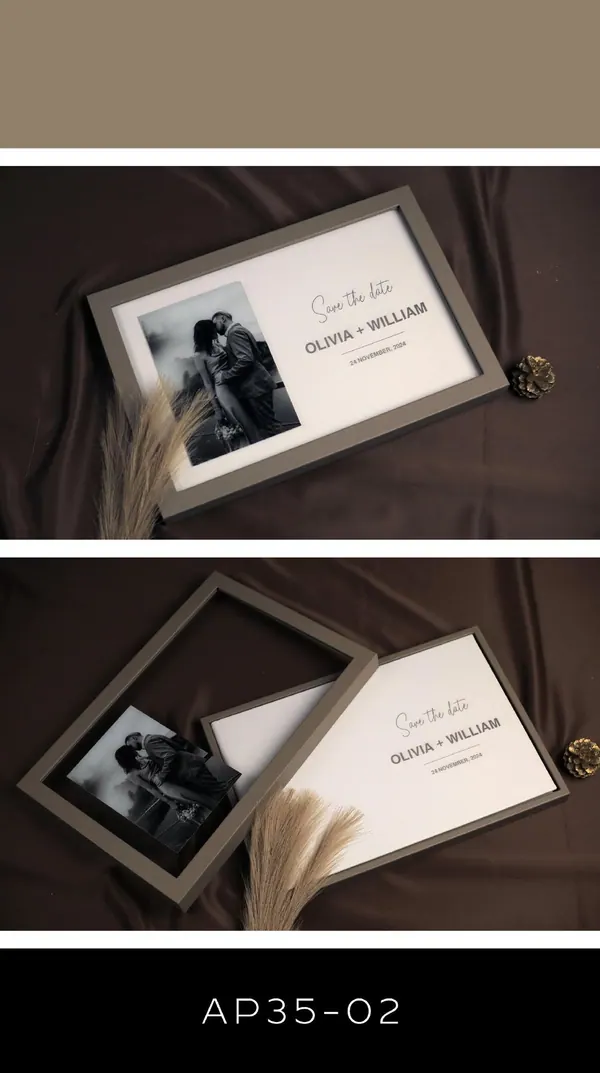 Save the date
OLIVIA + WILLIAM
24 NOVEMBER, 2024
Save the date
OLIVIA + WILLIAM
24 NOVEMBER, 2024
AP35-02